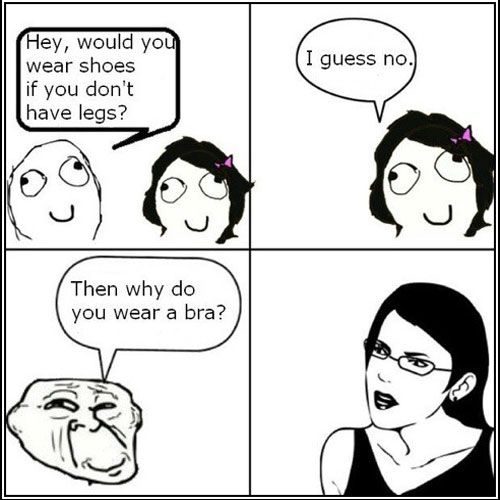 Hey, would you
wear shoes
if you don't
have legs?
I guess no.
Then why do
you wear a bra?